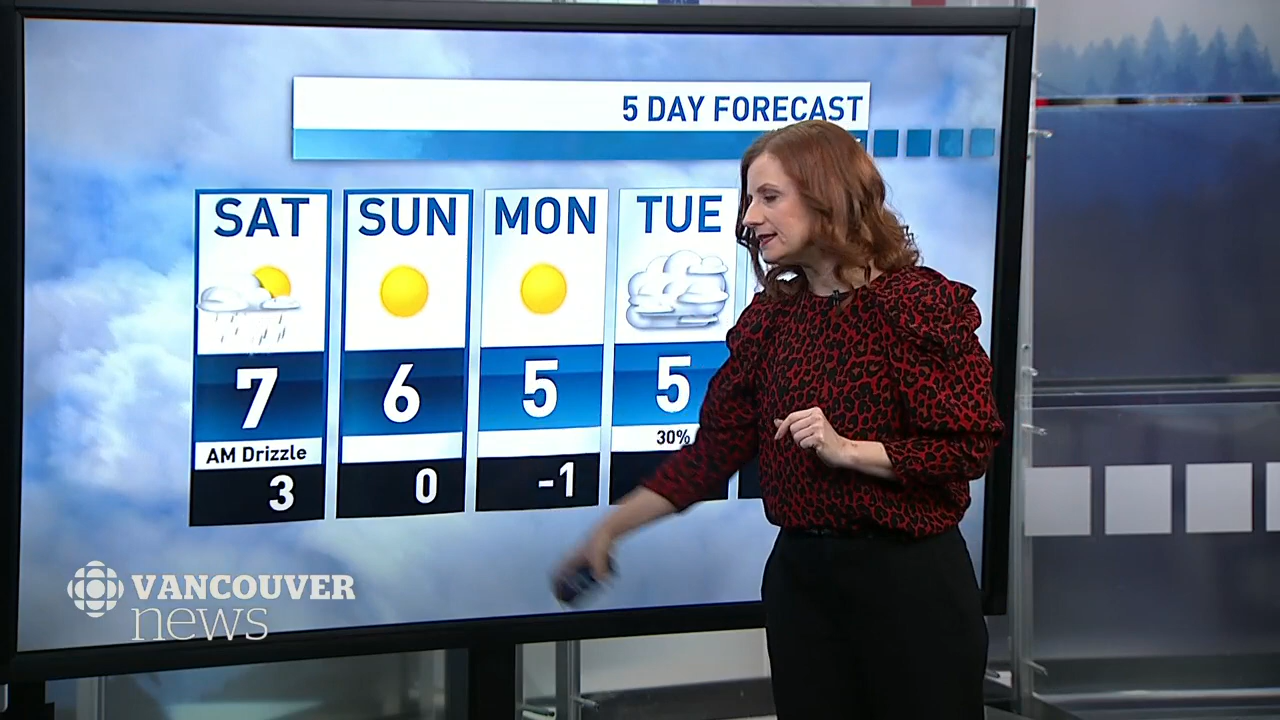 5 DAY FORECAST
SAT
7
AM Drizzle
3
SUN
6
0
MON
5
-1
TUE
5
30%
VANCOUVER
news